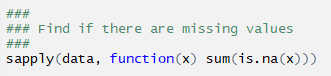 ###
### Find if there are missing values
###
sapply(data, function(x) sum(is.na(x)))